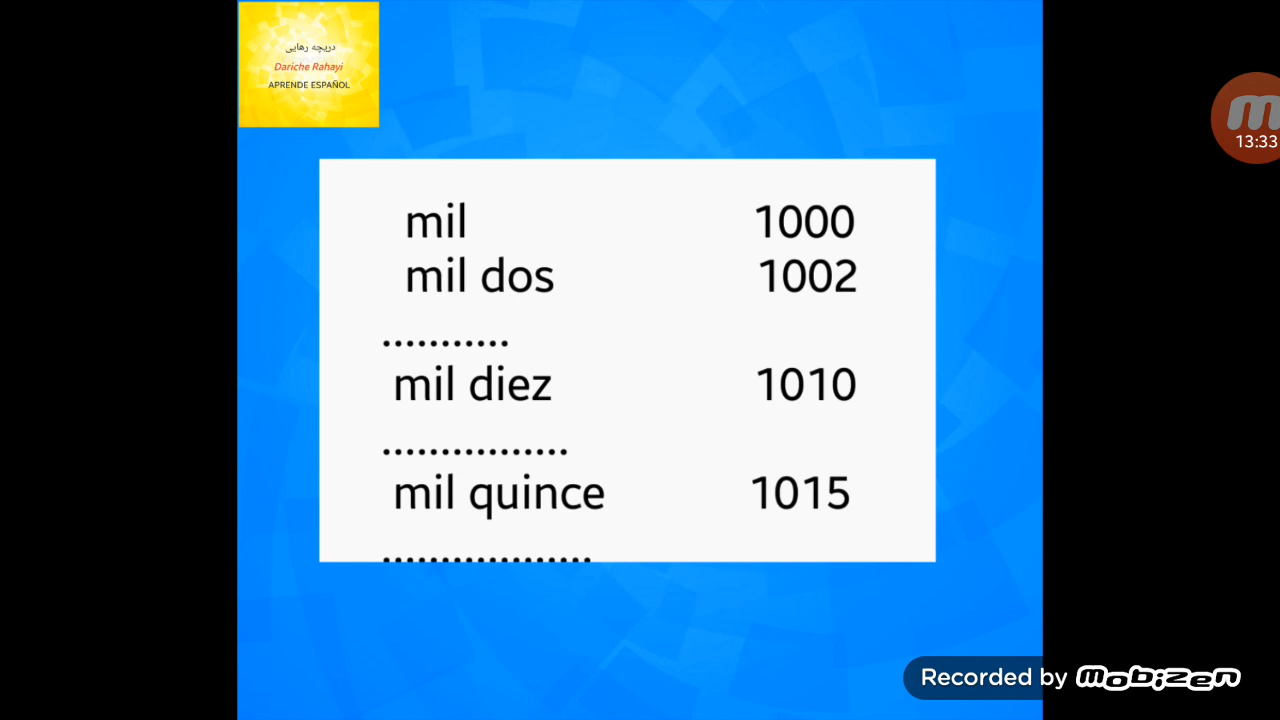 دریچه رهایی
Dariche Rahayi
APRENDE ESPAÑOL
13:33
mil 1000
mil dos 1002
...........
mil diez 1010
................
mil quince 1015
..................
Recorded by mobizen